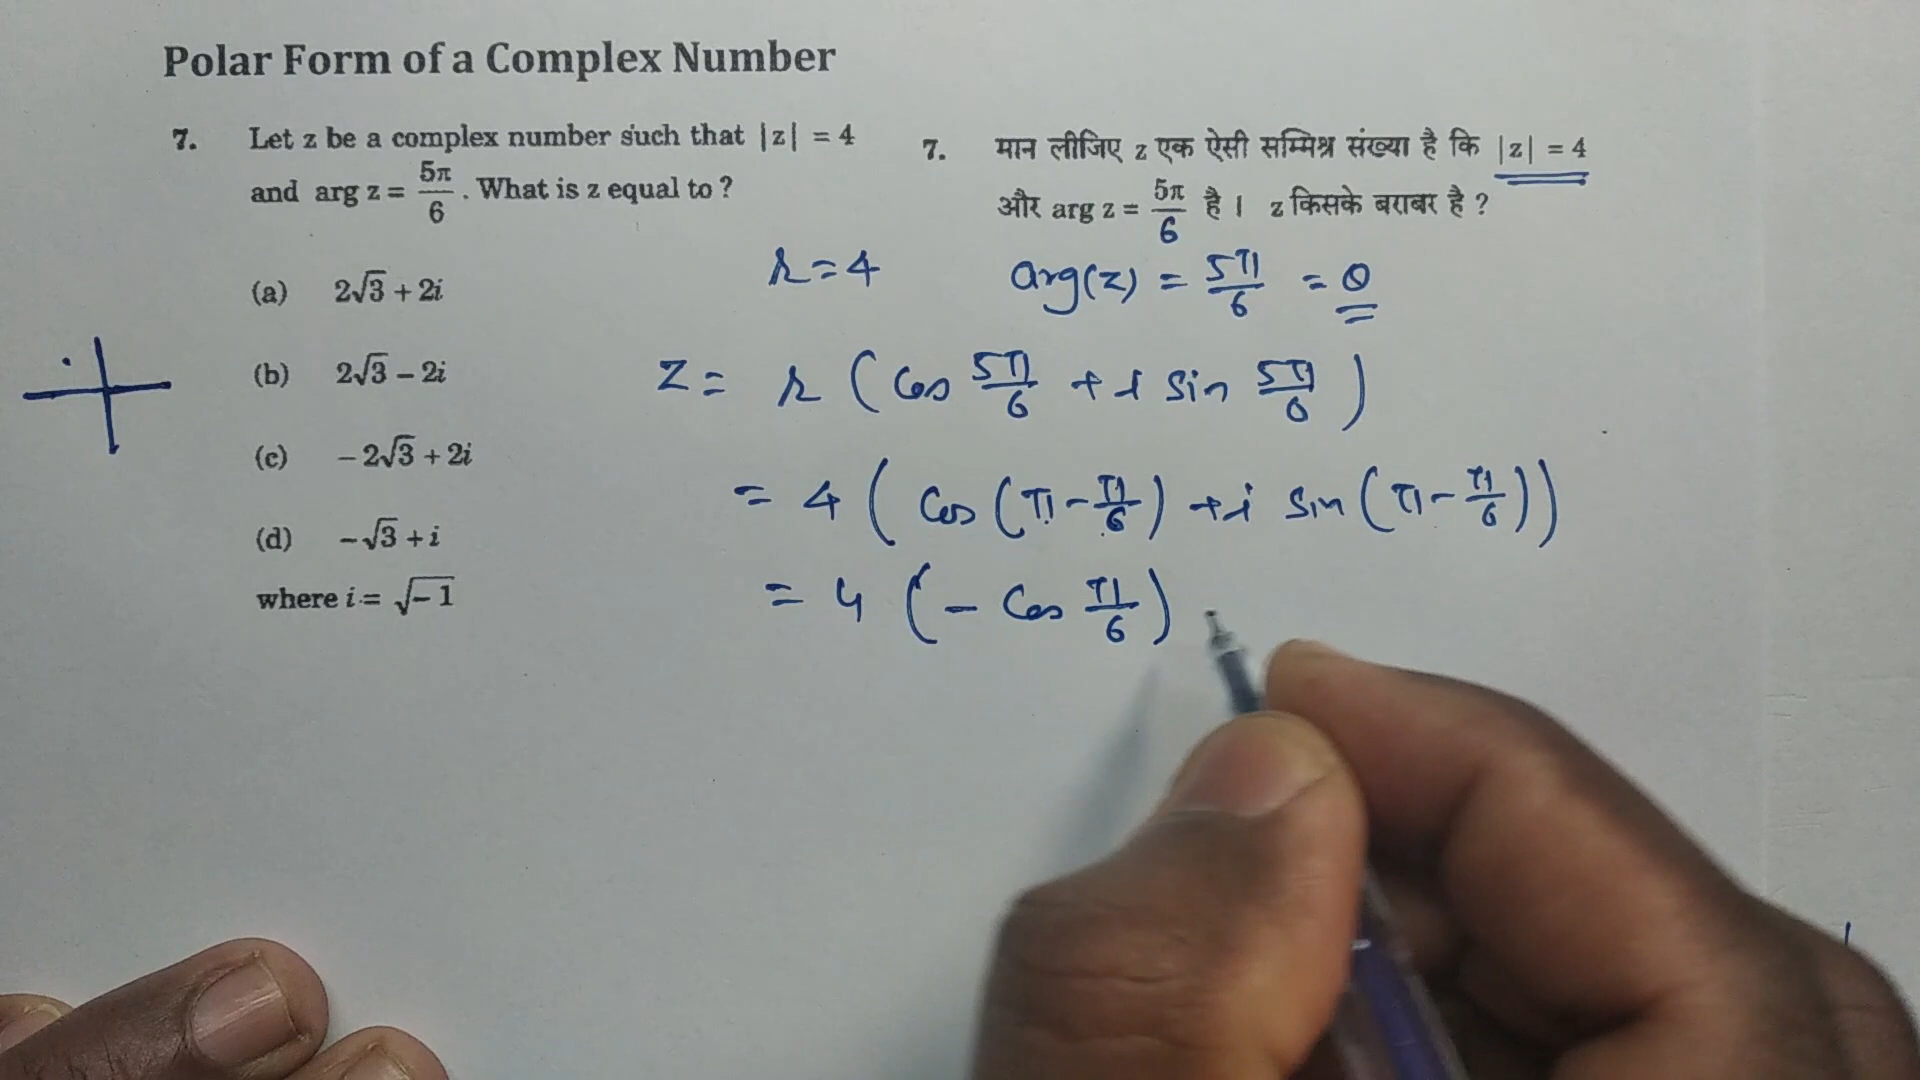 Polar Form of a Complex Number
7. Let z be a complex number such that |z| = 4
and arg z = 5π/6 . What is z equal to ?
(a) 2√3 + 2i
(b) 2√3 – 2i
(c) – 2√3 + 2i
(d) –√3 + i
where i = √–1
7. मान लीजिए z एक ऐसी सम्मिश्र संख्या है कि |z| = 4
और arg z = 5π/6 है । z किसके बराबर है ?
r = 4 arg(z) = 5π/6 = θ
z = r (cos 5π/6 + i sin 5π/6)
= 4 (cos (π – π/6) + i sin (π – π/6))
= 4 (– cos π/6)